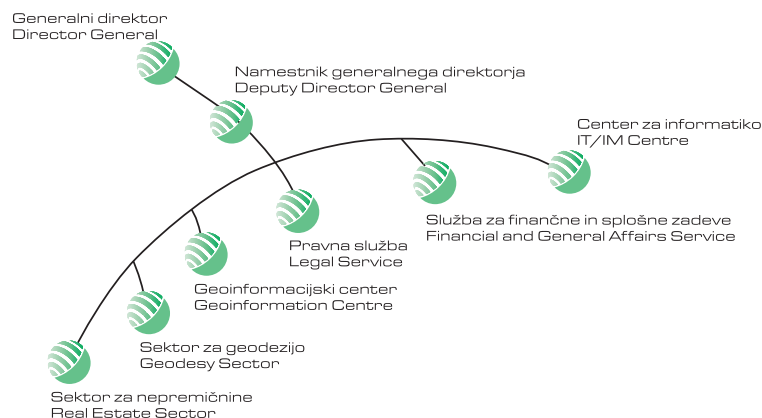 Generalni direktor
Director General
Namestnik generalnega direktorja
Deputy Director General
Center za informatiko
IT/IM Centre
Služba za finančne in splošne zadeve
Financial and General Affairs Service
Pravna služba
Legal Service
Geoinformacijski center
Geoinformation Centre
Sektor za geodezijo
Geodesy Sector
Sektor za nepremičnine
Real Estate Sector